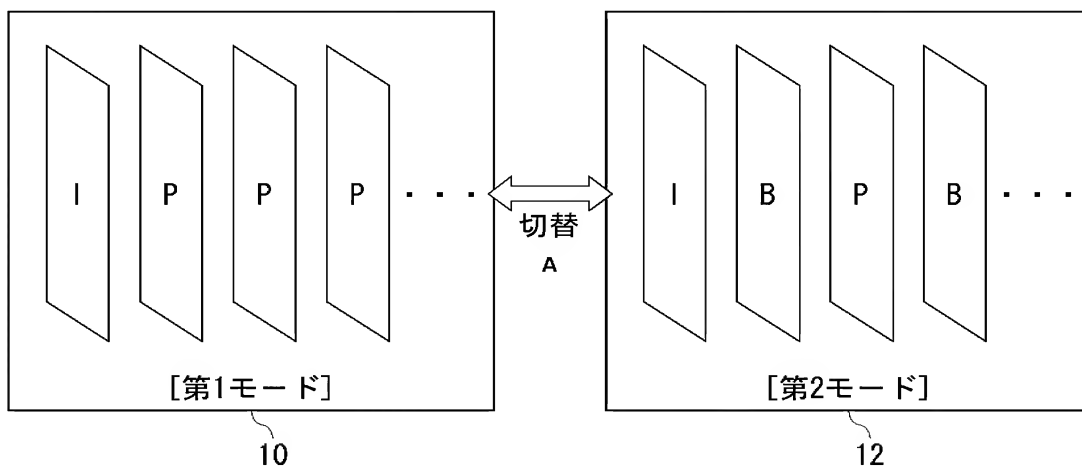 I P P P ・・・
[第1モード]
10
切替
A
I B P B ・・・
[第2モード]
12